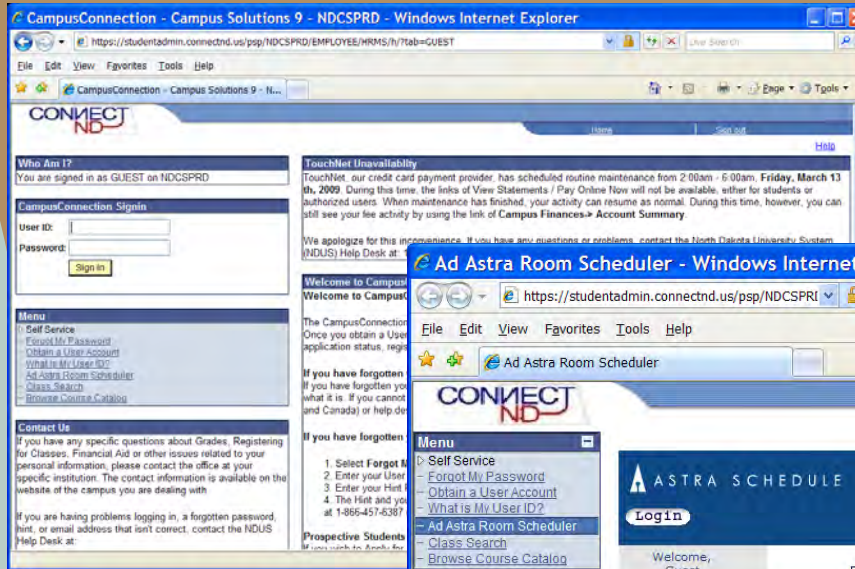 CampusConnection - Campus Solutions 9 - NDCSPRD - Windows Internet Explorer
https://studentadmin.connectnd.us/psp/NDCSPRD/EMPLOYEE/HRMS/h/?tab=GUEST
Live Search
File Edit View Favorites Tools Help
CampusConnection - Campus Solutions 9 - N...
Page Tools
CONNECT
ND
Home Sign out
Help
Who Am I?
You are signed in as GUEST on NDCSPRD
CampusConnection Signin
User ID:
Password:
Sign In
Menu
Self Service
Forgot My Password
Obtain a User Account
What is My User ID?
Ad Astra Room Scheduler
Class Search
Browse Course Catalog
Contact Us
If you have any specific questions about Grades, Registering
for Classes, Financial Aid or other issues related to your
personal information, please contact the office at your
specific institution. The contact information is available on the
website of the campus you are dealing with
If you are having problems logging in, a forgotten password,
hint, or email address that isn't correct, contact the NDUS
Help Desk at:
TouchNet Unavailablity
TouchNet, our credit card payment provider, has scheduled routine maintenance from 2:00am - 6:00am, Friday, March 13
th, 2009. During this time, the links of View Statements / Pay Online Now will not be available, either for students or
authorized users. When maintenance has finished, your activity can resume as normal. During this time, however, you can
still see your fee activity by using the link of Campus Finances-> Account Summary.
We apologize for this inconvenience. If you have any questions or problems, contact the North Dakota University System
(NDUS) Help Desk at: 1
Welcome to Campus
Welcome to Campus
The CampusConnection
Once you obtain a User
application status, regis
If you have forgotten
If you have forgotten you
what it is. If you cannot
and Canada) or help.de
If you have forgotten
1. Select Forgot M
2. Enter your User
3. Enter your Hint
4. The Hint and you
at 1-866-457-6387
Prospective Students
If you wish to Apply for
Ad Astra Room Scheduler - Windows Internet
https://studentadmin.connectnd.us/psp/NDCSPRI
File Edit View Favorites Tools Help
Ad Astra Room Scheduler
CONNECT
ND
Menu
Self Service
Forgot My Password
Obtain a User Account
What is My User ID?
Ad Astra Room Scheduler
Class Search
Browse Course Catalog
ASTRA SCHEDULE
Login
Welcome,
Guest